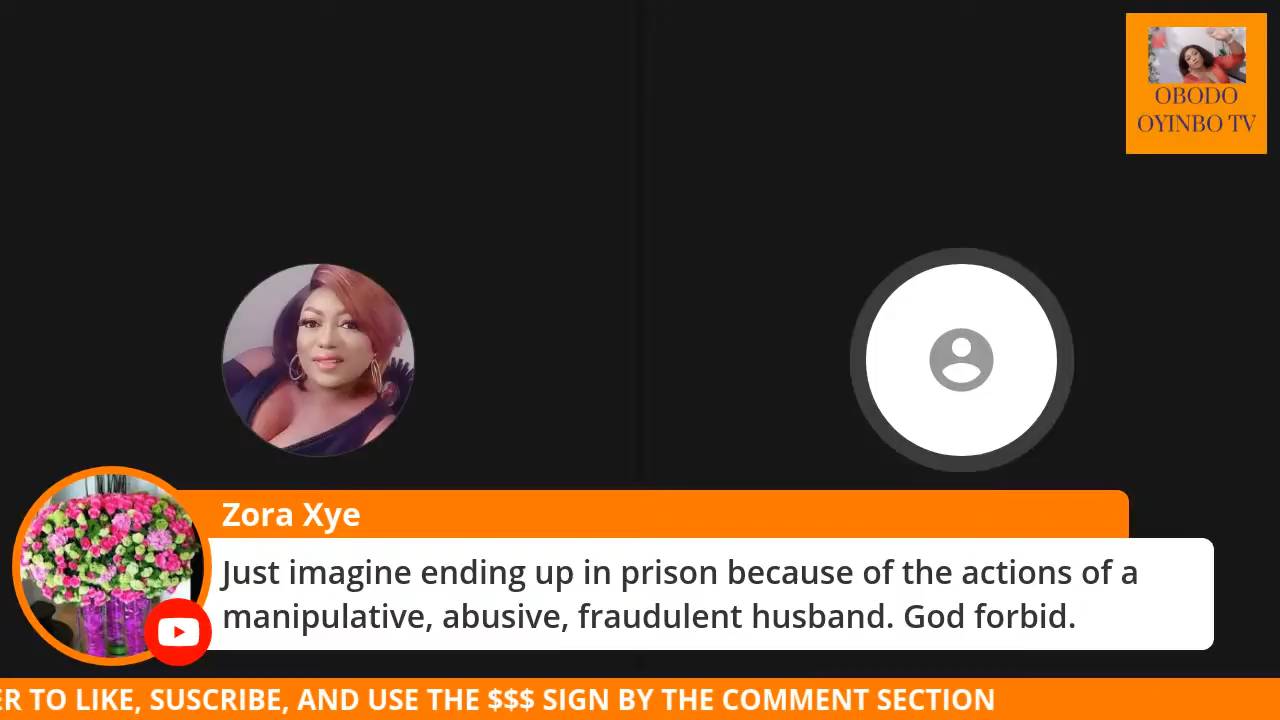 OBODO
OYINBO TV
Zora Xye
Just imagine ending up in prison because of the actions of a
manipulative, abusive, fraudulent husband. God forbid.
ER TO LIKE, SUSCRIBE, AND USE THE $$$ SIGN BY THE COMMENT SECTION